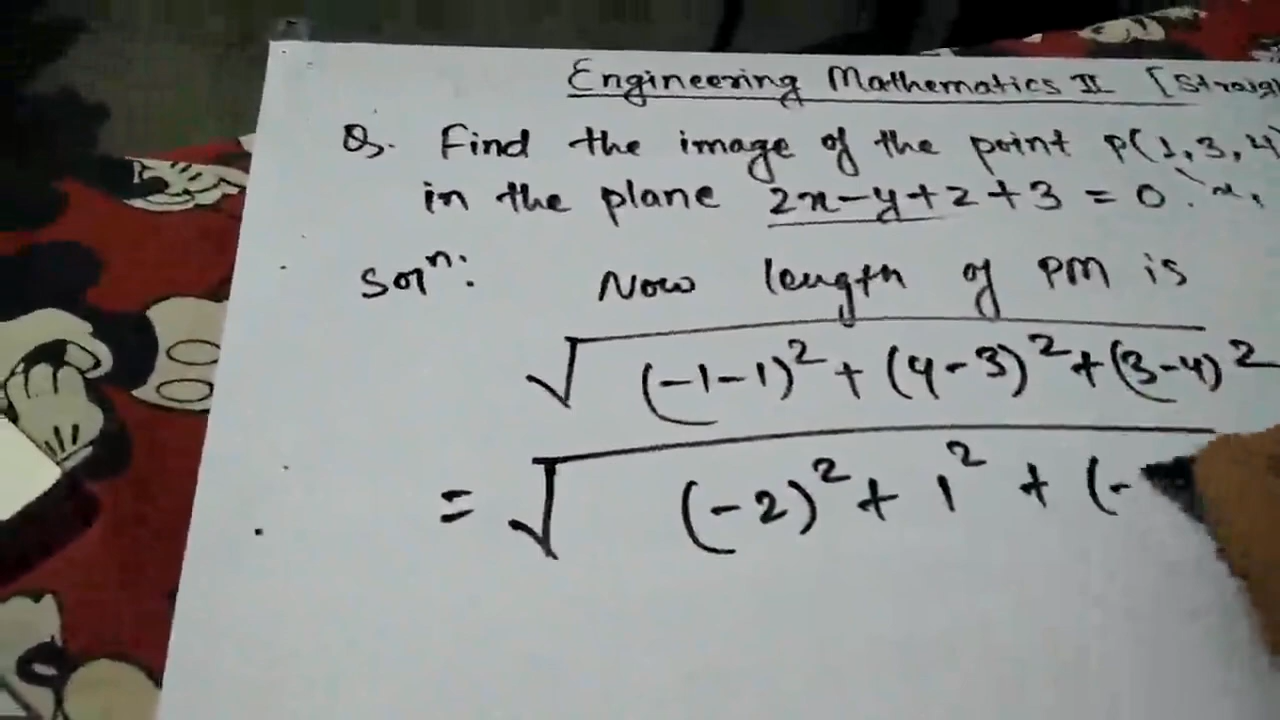 Engineering Mathematics II [Straig
Q. Find the image of the point P(1,3,4)
in the plane 2x-y+z+3 = 0.
Solⁿ: Now length of PM is
√(-1-1)²+(4-3)²+(3-4)²
= √(-2)²+1²+(-